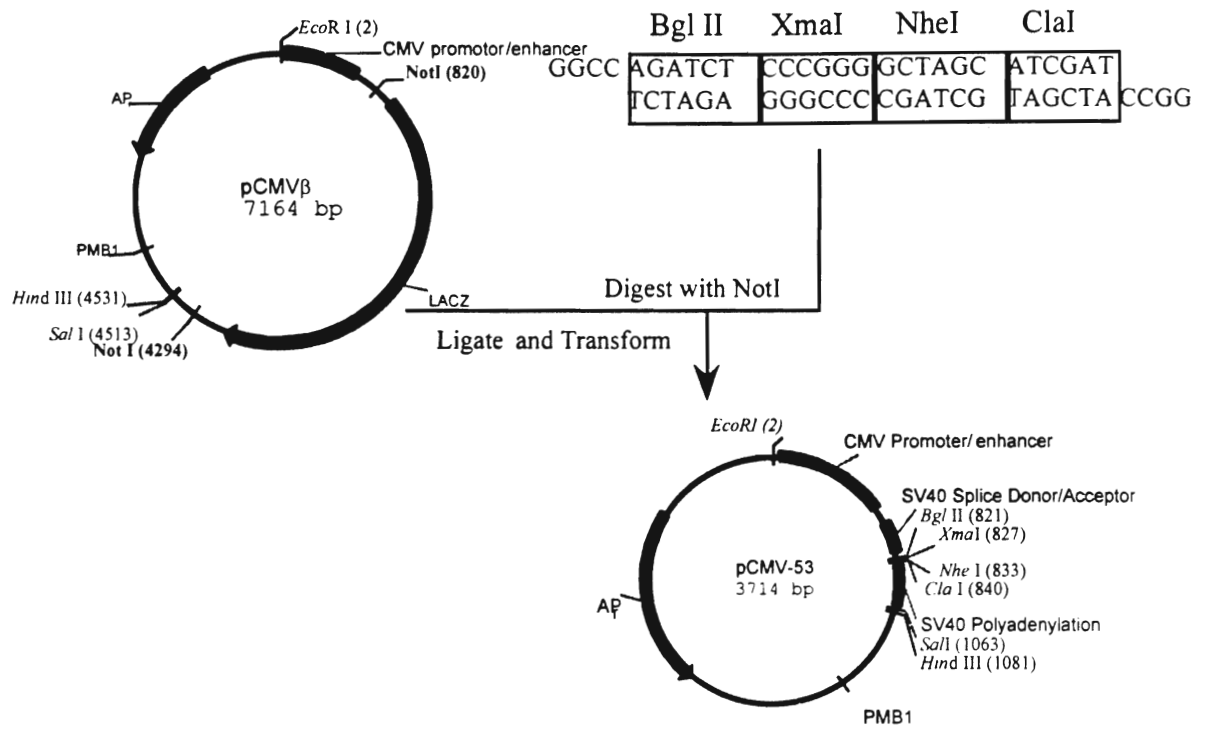 Bgl II XmaI NheI ClaI
GGCC AGATCT CCCGGG GCTAGC ATCGAT
TCTAGA GGGCCC CGATCG TAGCTA CCGG
EcoR I (2)
CMV promotor/enhancer
NotI (820)
AP
pCMVβ
7164 bp
PMB1
Hind III (4531)
Sal I (4513)
Not I (4294)
LACZ
Digest with NotI
Ligate and Transform
EcoRI (2)
CMV Promoter/enhancer
SV40 Splice Donor/Acceptor
Bgl II (821)
XmaI (827)
pCMV-53
3714 bp
Nhe I (833)
Cla I (840)
AP
SV40 Polyadenylation
SalI (1063)
Hind III (1081)
PMB1